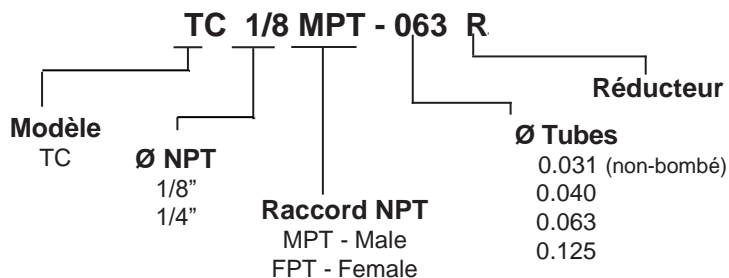 TC 1/8 MPT - 063 R
Réducteur
Modèle
TC
Ø NPT
1/8”
1/4”
Raccord NPT
MPT - Male
FPT - Female
Ø Tubes
0.031 (non-bombé)
0.040
0.063
0.125